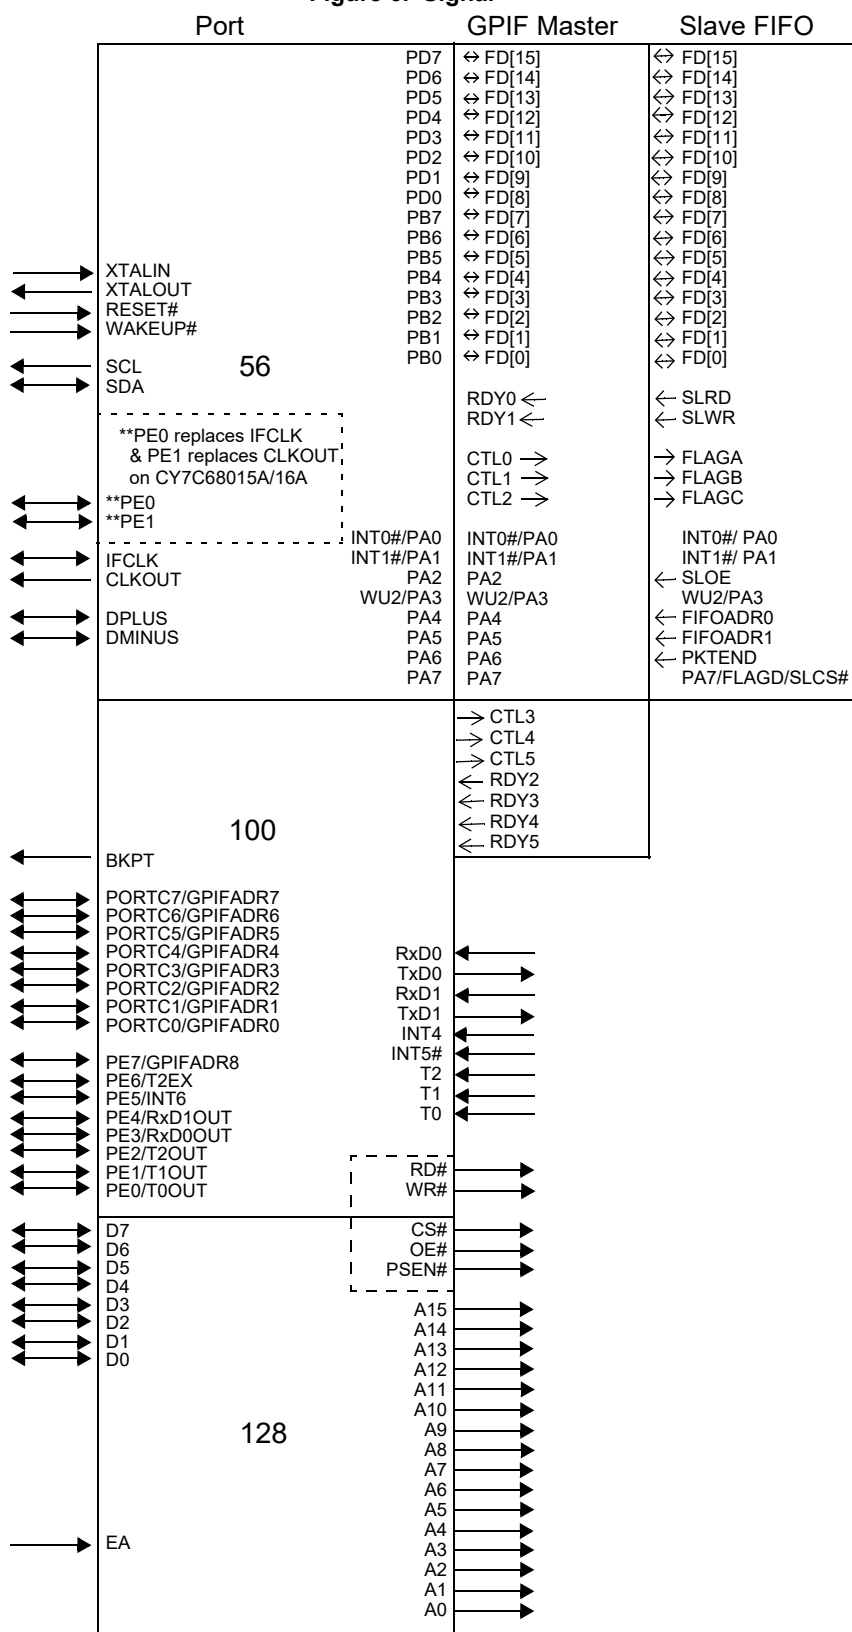 Figure 6. Signal
Port GPIF Master Slave FIFO
PD7 FD[15] FD[15]
PD6 FD[14] FD[14]
PD5 FD[13] FD[13]
PD4 FD[12] FD[12]
PD3 FD[11] FD[11]
PD2 FD[10] FD[10]
PD1 FD[9] FD[9]
PD0 FD[8] FD[8]
PB7 FD[7] FD[7]
PB6 FD[6] FD[6]
PB5 FD[5] FD[5]
PB4 FD[4] FD[4]
PB3 FD[3] FD[3]
PB2 FD[2] FD[2]
PB1 FD[1] FD[1]
PB0 FD[0] FD[0]
XTALIN
XTALOUT
RESET#
WAKEUP#
SCL
SDA
56
RDY0 SLRD
RDY1 SLWR
**PE0 replaces IFCLK
& PE1 replaces CLKOUT
on CY7C68015A/16A
CTL0 FLAGA
CTL1 FLAGB
CTL2 FLAGC
**PE0
**PE1
IFCLK
CLKOUT
DPLUS
DMINUS
INT0#/PA0 INT0#/PA0 INT0#/ PA0
INT1#/PA1 INT1#/PA1 INT1#/ PA1
PA2 PA2 SLOE
WU2/PA3 WU2/PA3 WU2/PA3
PA4 PA4 FIFOADR0
PA5 PA5 FIFOADR1
PA6 PA6 PKTEND
PA7 PA7 PA7/FLAGD/SLCS#
CTL3
CTL4
CTL5
RDY2
RDY3
RDY4
RDY5
100
BKPT
PORTC7/GPIFADR7
PORTC6/GPIFADR6
PORTC5/GPIFADR5
PORTC4/GPIFADR4
PORTC3/GPIFADR3
PORTC2/GPIFADR2
PORTC1/GPIFADR1
PORTC0/GPIFADR0
RxD0
TxD0
RxD1
TxD1
INT4
INT5#
T2
T1
T0
PE7/GPIFADR8
PE6/T2EX
PE5/INT6
PE4/RxD1OUT
PE3/RxD0OUT
PE2/T2OUT
PE1/T1OUT
PE0/T0OUT
RD#
WR#
D7
D6
D5
D4
D3
D2
D1
D0
CS#
OE#
PSEN#
A15
A14
A13
A12
A11
A10
A9
A8
A7
A6
A5
A4
A3
A2
A1
A0
128
EA